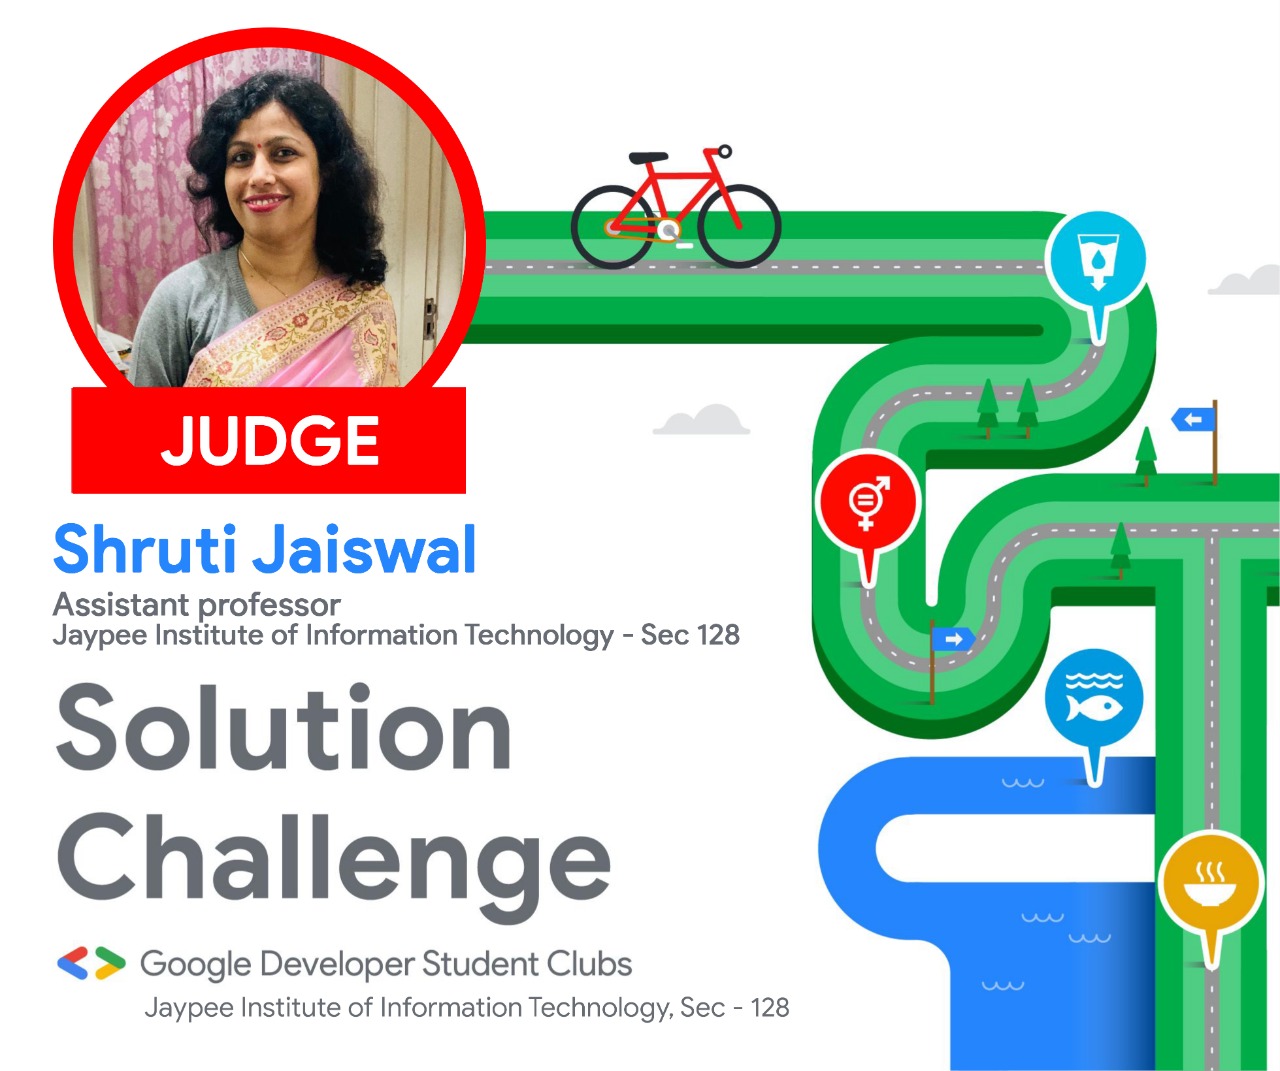 JUDGE
Shruti Jaiswal
Assistant professor
Jaypee Institute of Information Technology - Sec 128
Solution
Challenge
Google Developer Student Clubs
Jaypee Institute of Information Technology, Sec - 128